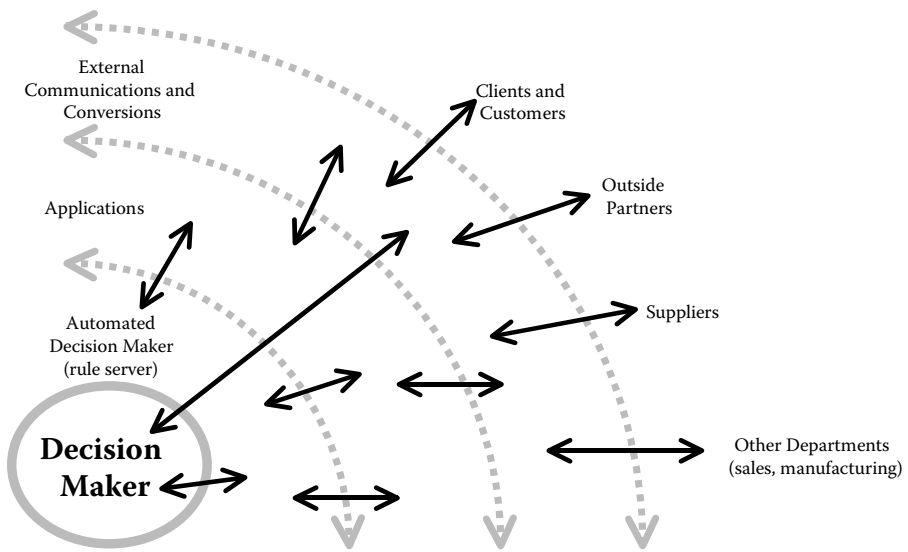 External
Communications and
Conversions
Clients and
Customers
Applications
Outside
Partners
Automated
Decision Maker
(rule server)
Suppliers
Decision
Maker
Other Departments
(sales, manufacturing)